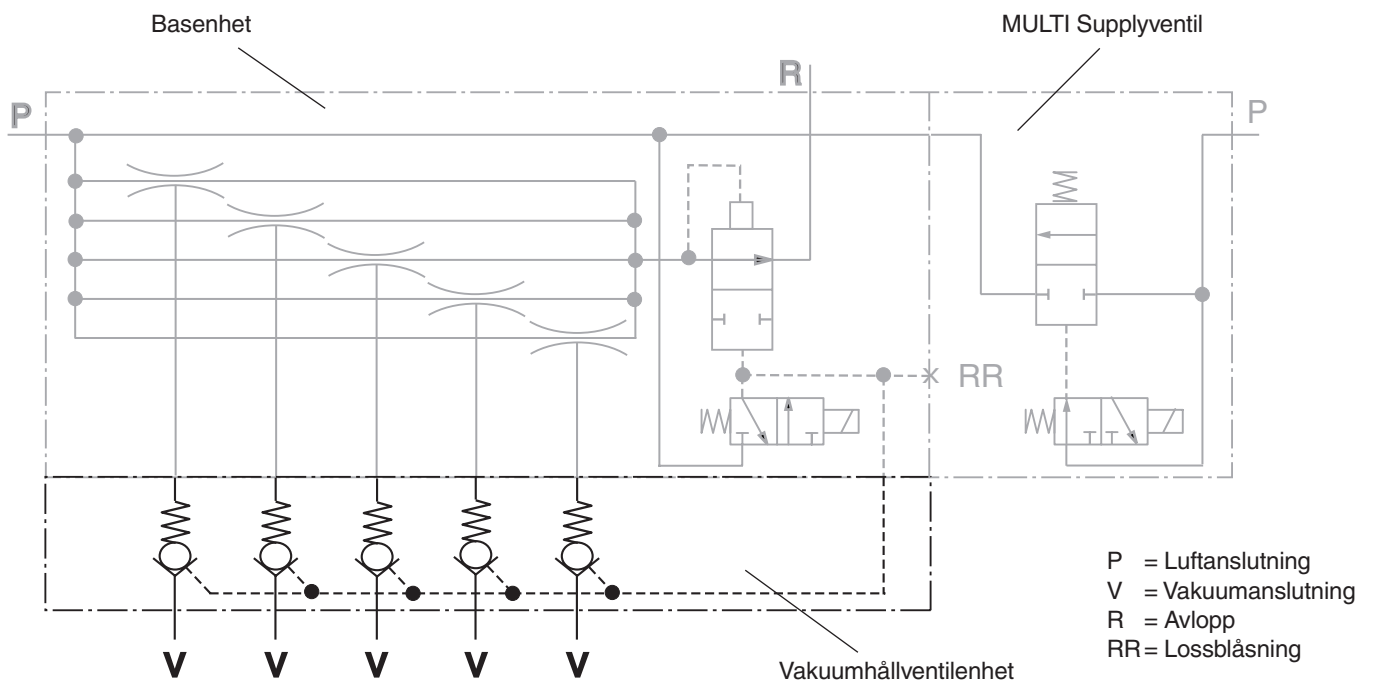 Basenhet
MULTI Supplyventil
R
P
P
RR
V V V V V
P = Luftanslutning
V = Vakuumanslutning
R = Avlopp
RR = Lossblåsning
Vakuumhållventilenhet